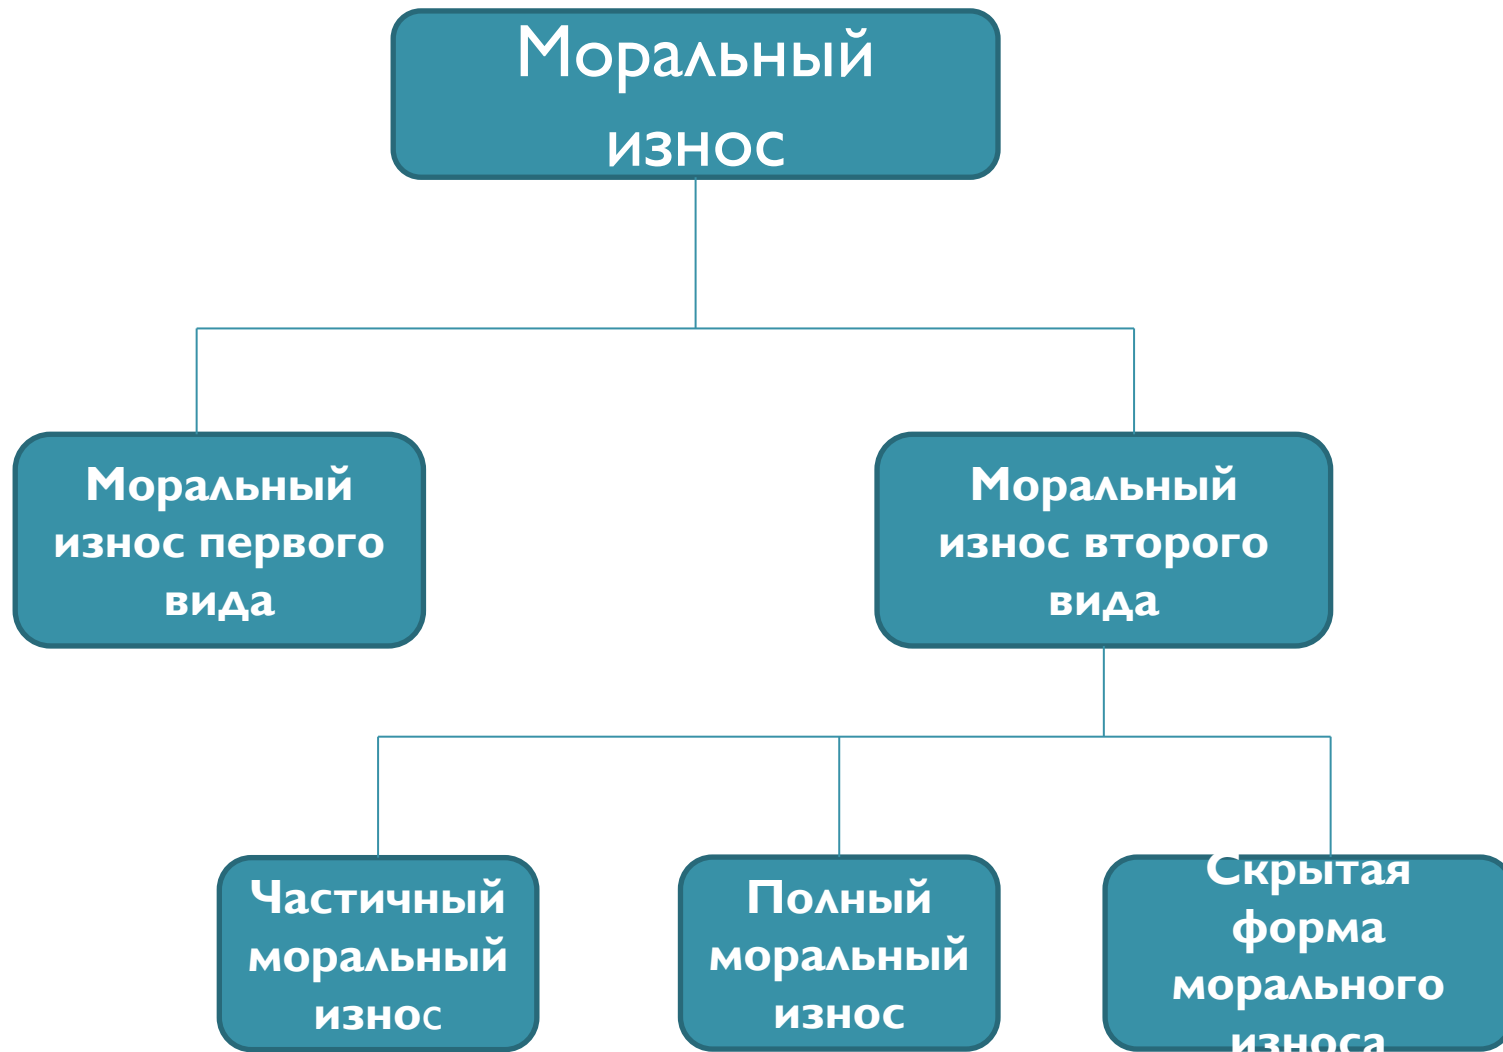 Моральный
износ
Моральный
износ первого
вида
Моральный
износ второго
вида
Частичный
моральный
износ
Полный
моральный
износ
Скрытая
форма
морального
износа